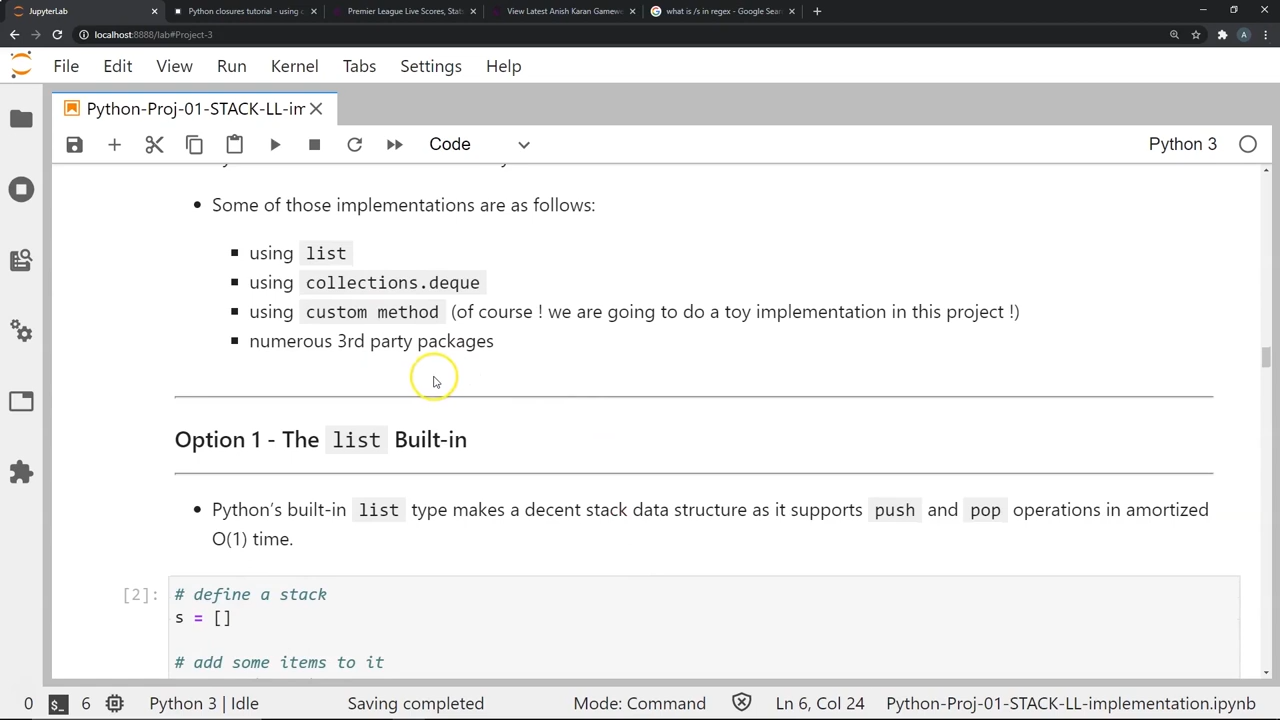 JupyterLab
Python closures tutorial - using c
Premier League Live Scores, Stat
View Latest Anish Karan Gamew
what is /s in regex - Google Sear
localhost:8888/lab#Project-3
A
File Edit View Run Kernel Tabs Settings Help
Python-Proj-01-STACK-LL-im
Code
Python 3
• Some of those implementations are as follows:
▪ using list
▪ using collections.deque
▪ using custom method (of course ! we are going to do a toy implementation in this project !)
▪ numerous 3rd party packages
Option 1 - The list Built-in
• Python’s built-in list type makes a decent stack data structure as it supports push and pop operations in amortized
O(1) time.
[2]:
# define a stack
s = []
# add some items to it
0 $_ 6 Python 3 | Idle Saving completed Mode: Command Ln 6, Col 24 Python-Proj-01-STACK-LL-implementation.ipynb